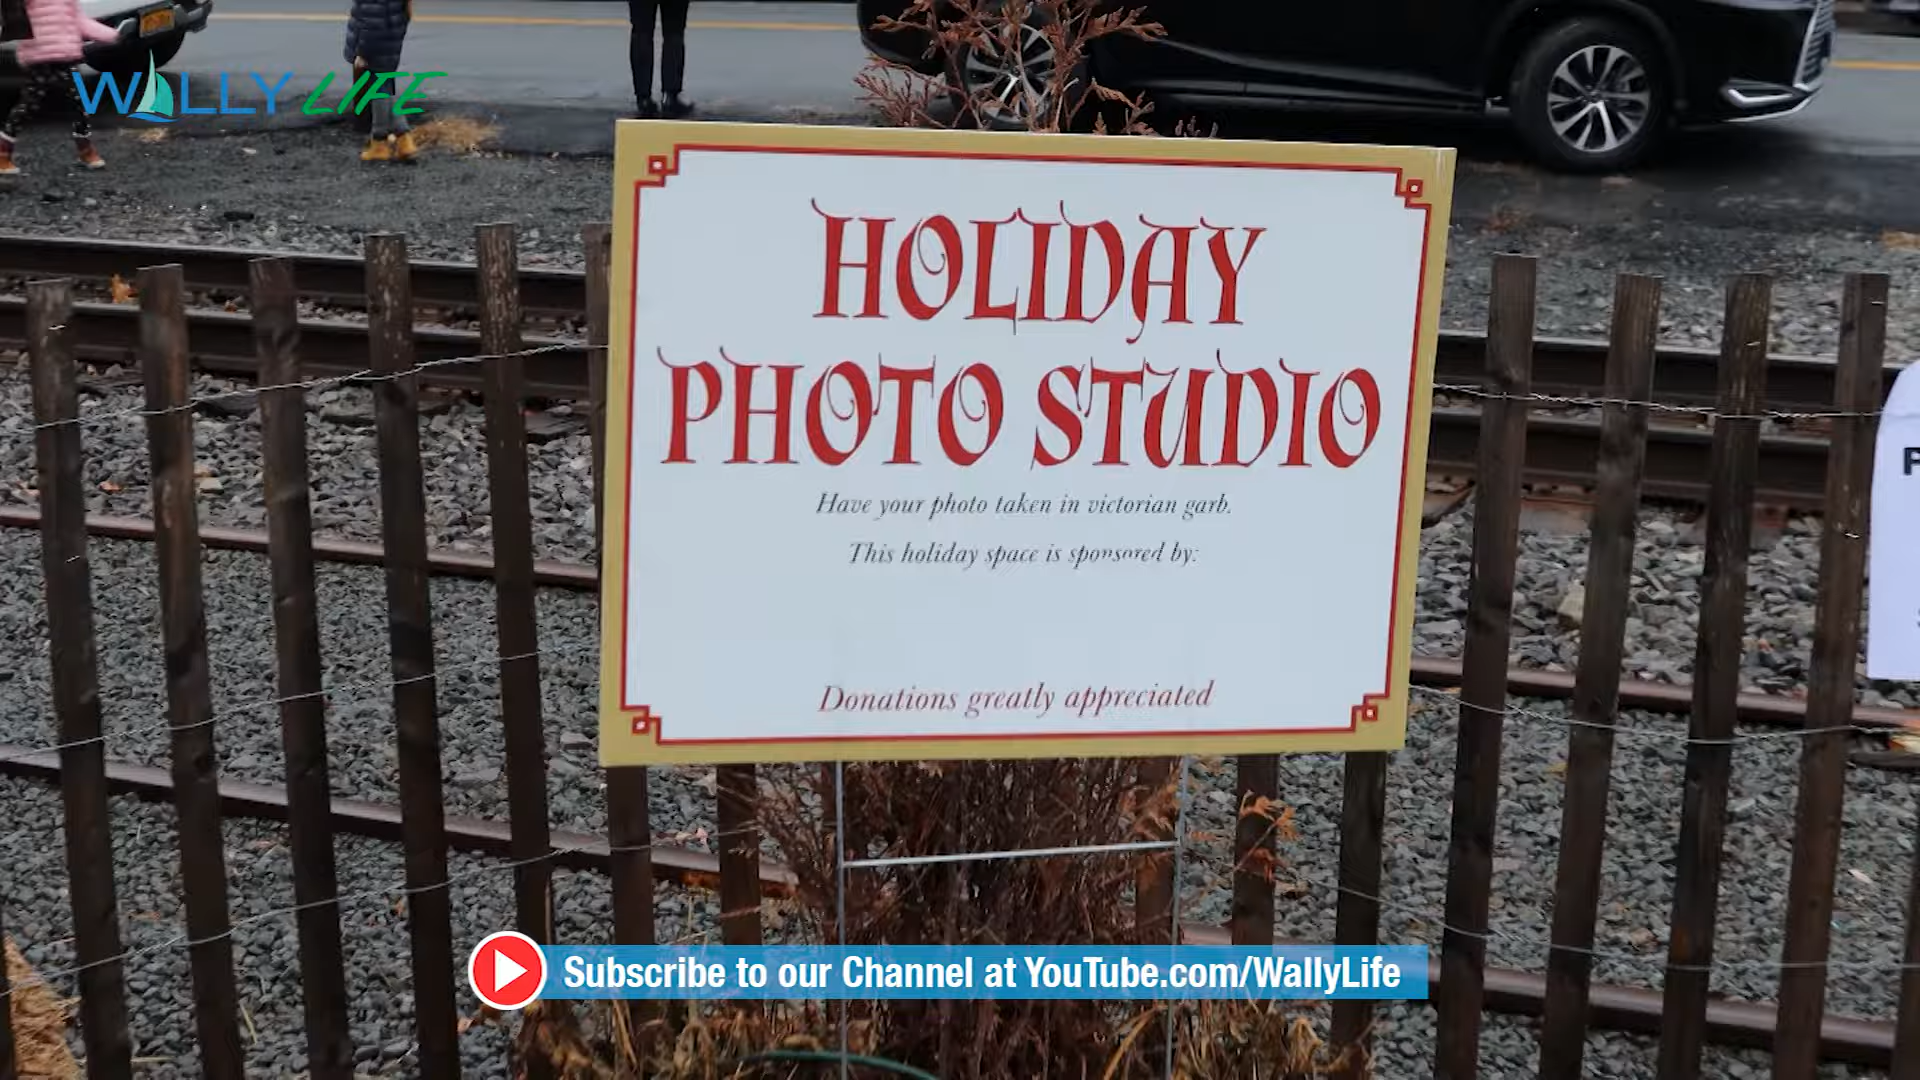 WALLY LIFE
HOLIDAY
PHOTO STUDIO
Have your photo taken in victorian garb.
This holiday space is sponsored by:
Donations greatly appreciated
Subscribe to our Channel at YouTube.com/WallyLife